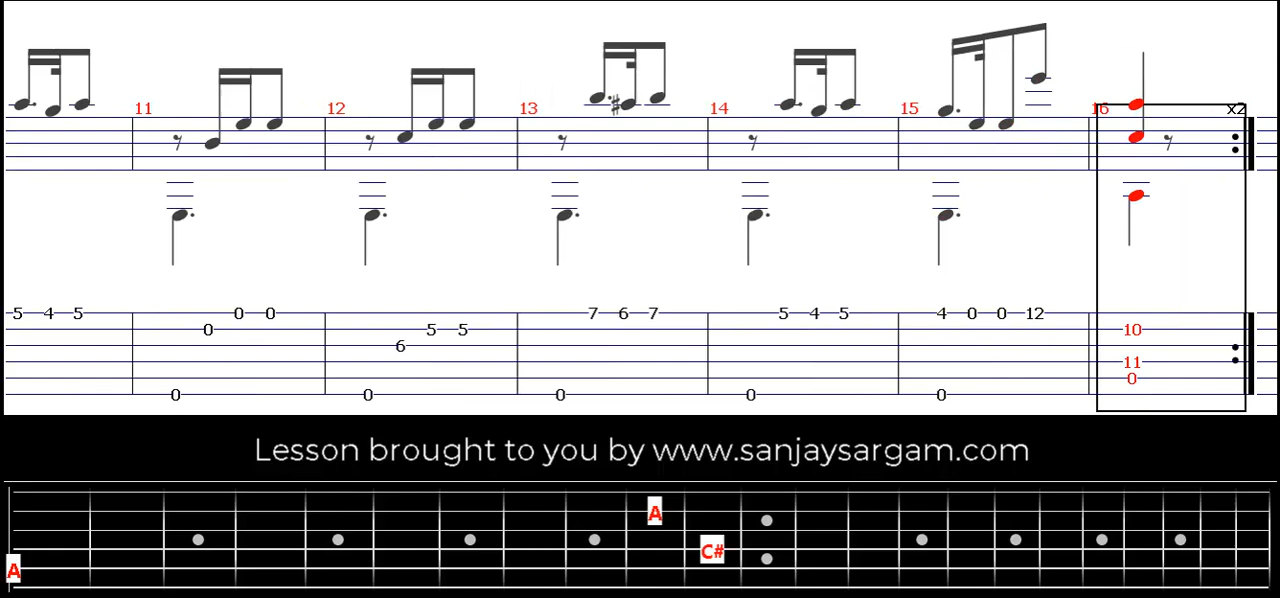 11 12 13 14 15 16 x2
5 4 5 0 0 7 6 7 5 4 5 4 0 0 12
0 5 5 10
6
11
0
0 0 0 0 0
Lesson brought to you by www.sanjaysargam.com
A
C#
A